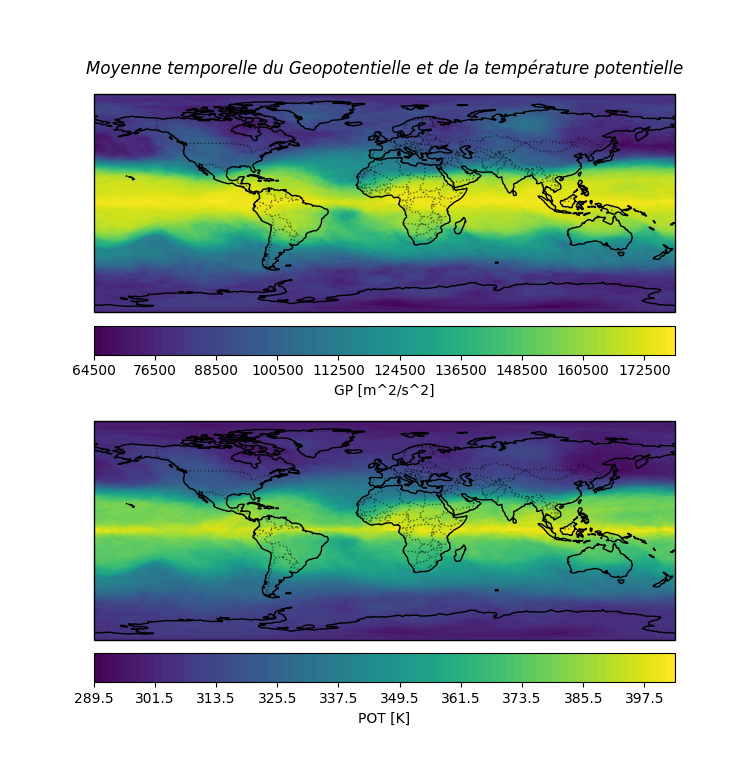 Moyenne temporelle du Geopotentielle et de la température potentielle
64500 76500 88500 100500 112500 124500 136500 148500 160500 172500
GP [m^2/s^2]
289.5 301.5 313.5 325.5 337.5 349.5 361.5 373.5 385.5 397.5
POT [K]